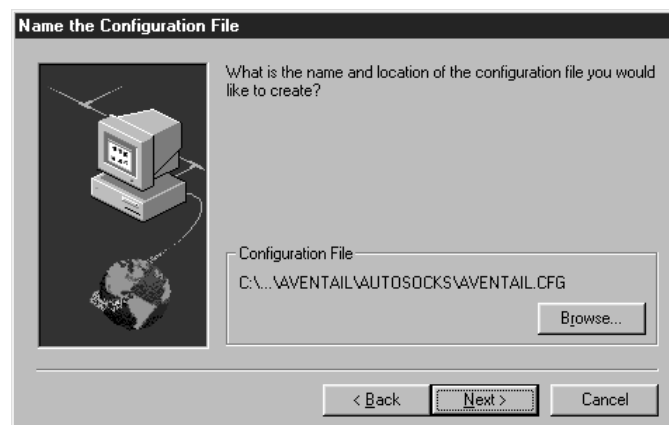 Name the Configuration File
What is the name and location of the configuration file you would
like to create?
Configuration File
C:\...\AVENTAIL\AUTOSOCKS\AVENTAIL.CFG
Browse...
< Back
Next >
Cancel